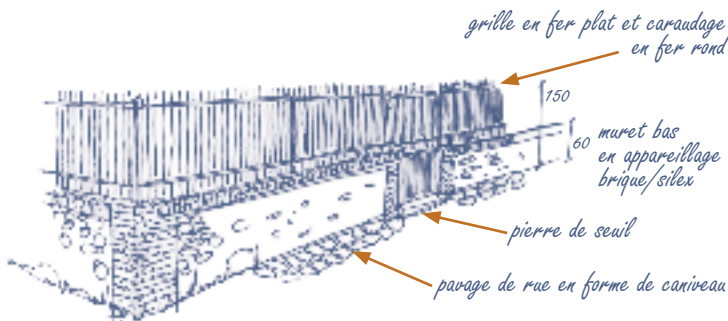 grille en fer plat et caraudage
en fer rond
150
60
muret bas
en appareillage
brique/silex
pierre de seuil
pavage de rue en forme de caniveau